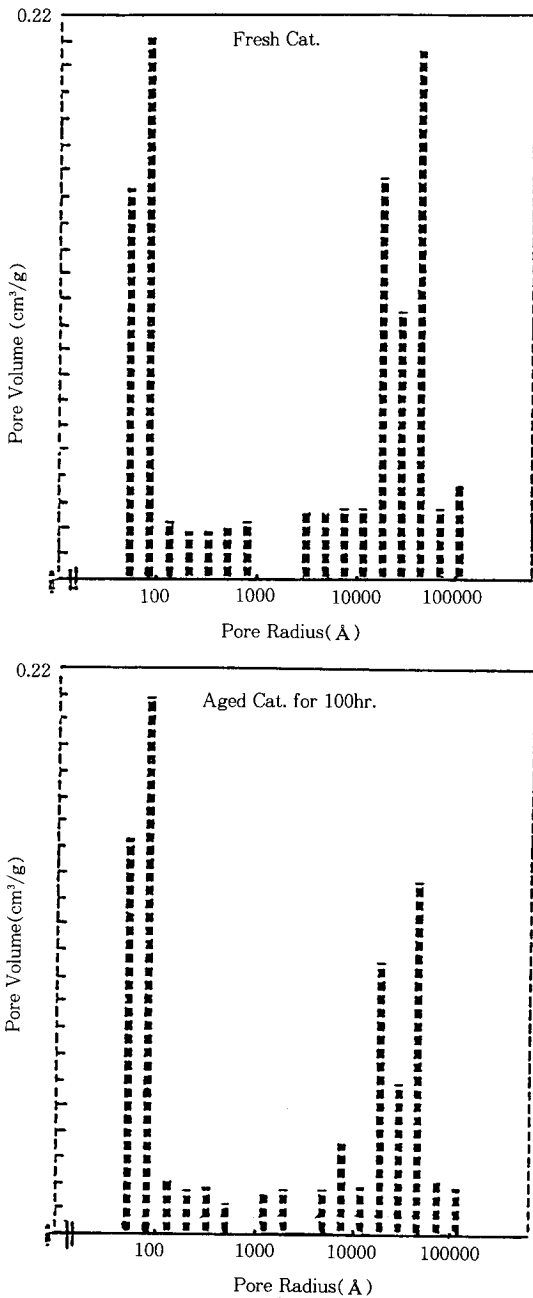 0.22
Fresh Cat.
Pore Volume (cm³/g)
100 1000 10000 100000
Pore Radius(Å)
0.22
Aged Cat. for 100hr.
Pore Volume(cm³/g)
100 1000 10000 100000
Pore Radius(Å)